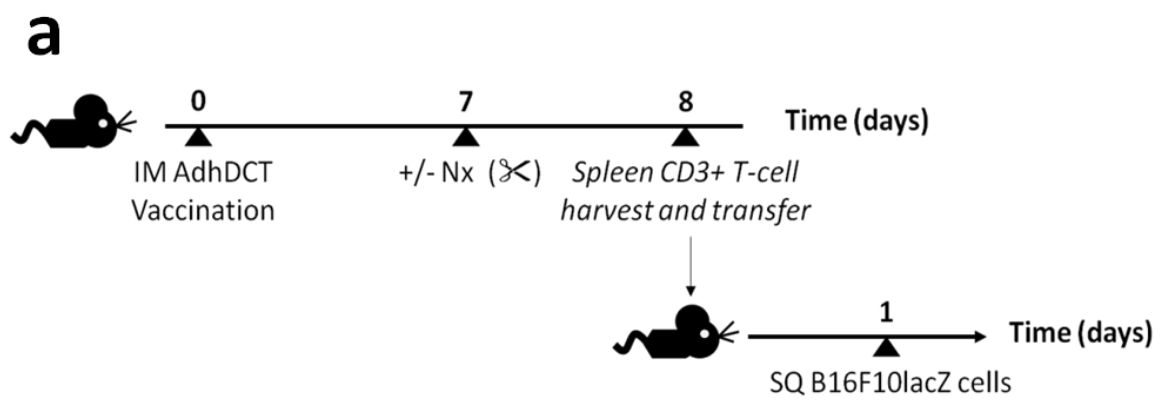 a
0 7 8 Time (days)
IM AdhDCT +/- Nx (✂) Spleen CD3+ T-cell
Vaccination harvest and transfer
1 Time (days)
SQ B16F10lacZ cells